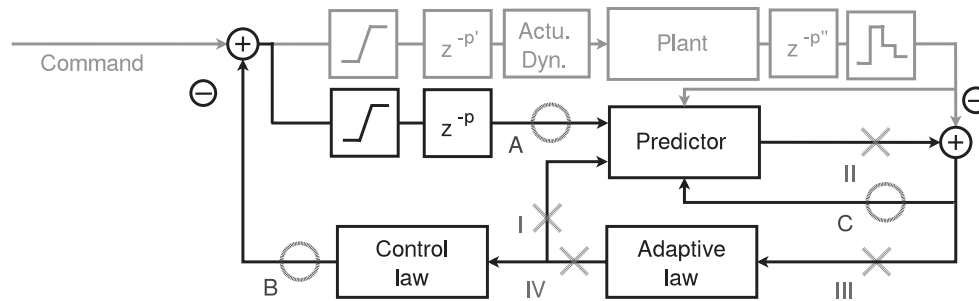 Command
z^-p'
Actu.
Dyn.
Plant
z^-p"
z^-p
A
Predictor
II
C
I
Control
law
B
IV
Adaptive
law
III